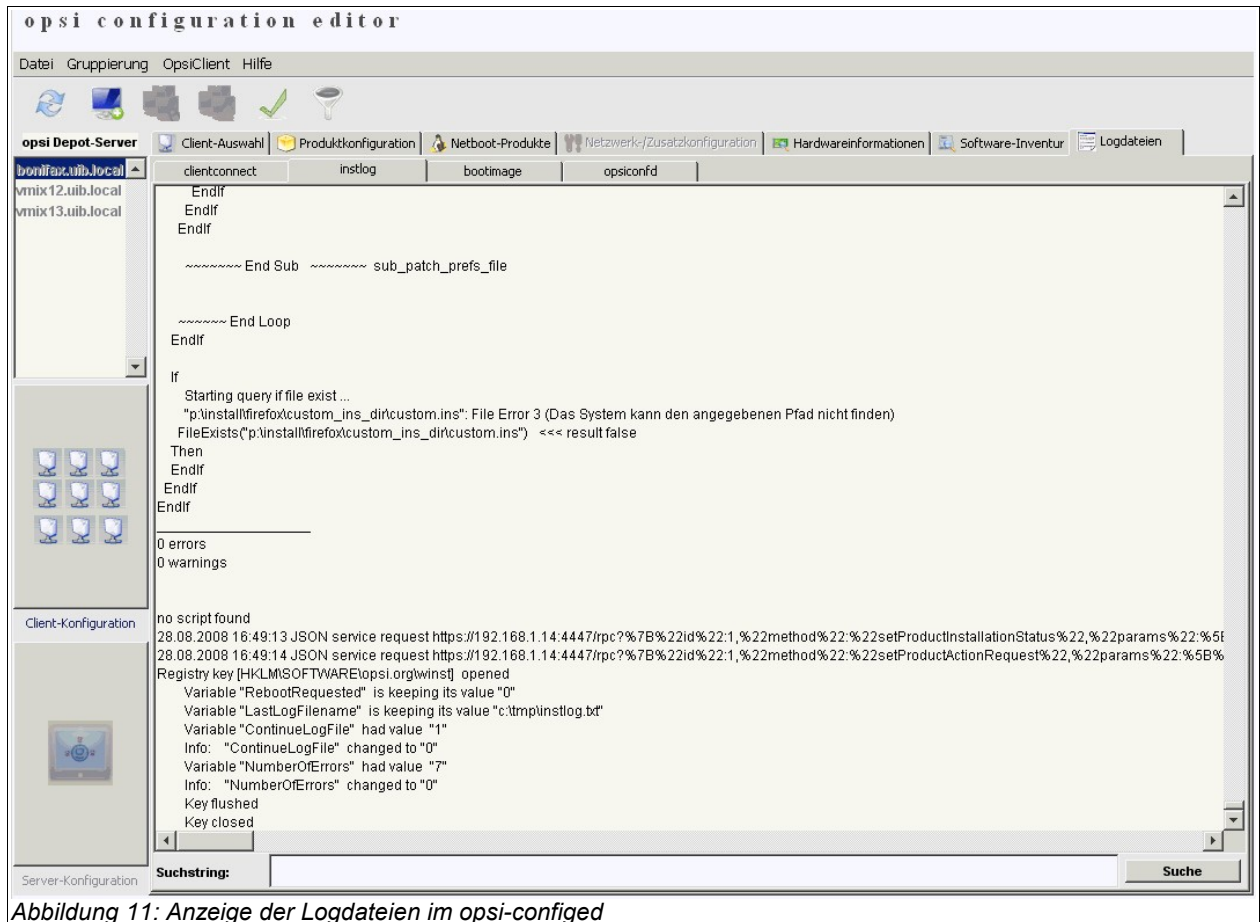 opsi configuration editor
Datei Gruppierung OpsiClient Hilfe
opsi Depot-Server
Client-Auswahl
Produktkonfiguration
Netboot-Produkte
Netzwerk-/Zusatzkonfiguration
Hardwareinformationen
Software-Inventur
Logdateien
bonifax.uib.local
vmix12.uib.local
vmix13.uib.local
clientconnect
instlog
bootimage
opsiconfd
EndIf
EndIf
EndIf
~~~~~~~ End Sub ~~~~~~~ sub_patch_prefs_file
~~~~~~ End Loop
EndIf
If
Starting query if file exist ...
"p:\install\firefox\custom_ins_dir\custom.ins": File Error 3 (Das System kann den angegebenen Pfad nicht finden)
FileExists("p:\install\firefox\custom_ins_dir\custom.ins") <<< result false
Then
EndIf
EndIf
EndIf
0 errors
0 warnings
no script found
28.08.2008 16:49:13 JSON service request https://192.168.1.14:4447/rpc?%7B%22id%22:1,%22method%22:%22setProductInstallationStatus%22,%22params%22:%5B
28.08.2008 16:49:14 JSON service request https://192.168.1.14:4447/rpc?%7B%22id%22:1,%22method%22:%22setProductActionRequest%22,%22params%22:%5B%
Registry key [HKLM\SOFTWARE\opsi.org\winst] opened
Variable "RebootRequested" is keeping its value "0"
Variable "LastLogFilename" is keeping its value "c:\tmp\instlog.txt"
Variable "ContinueLogFile" had value "1"
Info: "ContinueLogFile" changed to "0"
Variable "NumberOfErrors" had value "7"
Info: "NumberOfErrors" changed to "0"
Key flushed
Key closed
Client-Konfiguration
Server-Konfiguration
Suchstring:
Suche
Abbildung 11: Anzeige der Logdateien im opsi-configed